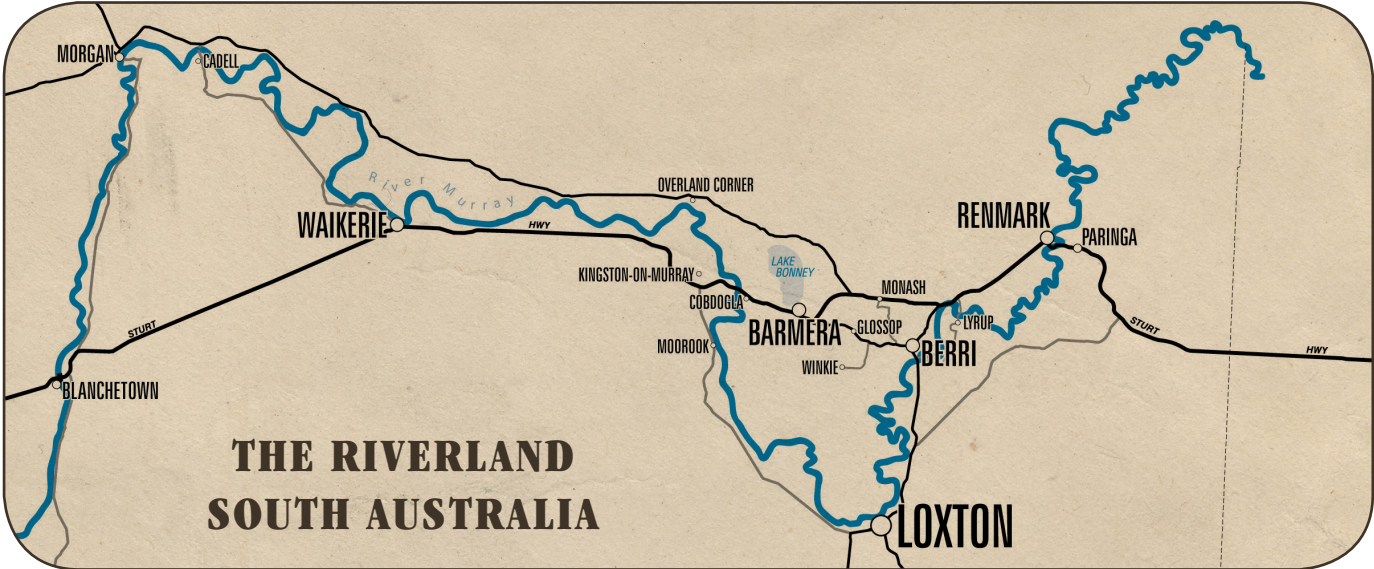 MORGAN
CADELL
River Murray
OVERLAND CORNER
WAIKERIE
HWY
RENMARK
PARINGA
LAKE
BONNEY
KINGSTON-ON-MURRAY
COBDOGLA
MONASH
BARMERA
GLOSSOP
LYRUP
STURT
STURT
MOOROOK
WINKIE
BERRI
HWY
BLANCHETOWN
THE RIVERLAND
SOUTH AUSTRALIA
LOXTON